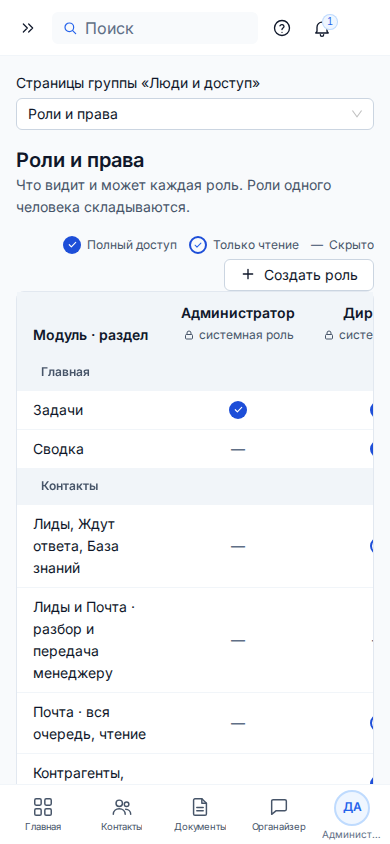 Поиск
1
Страницы группы «Люди и доступ»
Роли и права
Роли и права
Что видит и может каждая роль. Роли одного
человека складываются.
Полный доступ Только чтение — Скрыто
+ Создать роль
Модуль · раздел
Администратор
системная роль
Главная
Задачи
Сводка —
Контакты
Лиды, Ждут
ответа, База
знаний
—
Лиды и Почта ·
разбор и
передача
менеджеру
—
Почта · вся
очередь, чтение
—
Контрагенты,
Главная
Контакты
Документы
Органайзер
ДА
Админист...